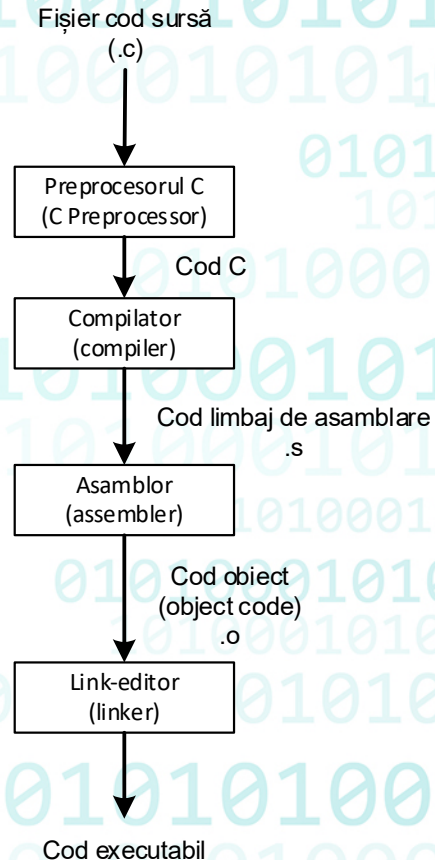 Fișier cod sursă
(.c)
Preprocesorul C
(C Preprocessor)
Cod C
Compilator
(compiler)
Cod limbaj de asamblare
.s
Asamblor
(assembler)
Cod obiect
(object code)
.o
Link-editor
(linker)
Cod executabil